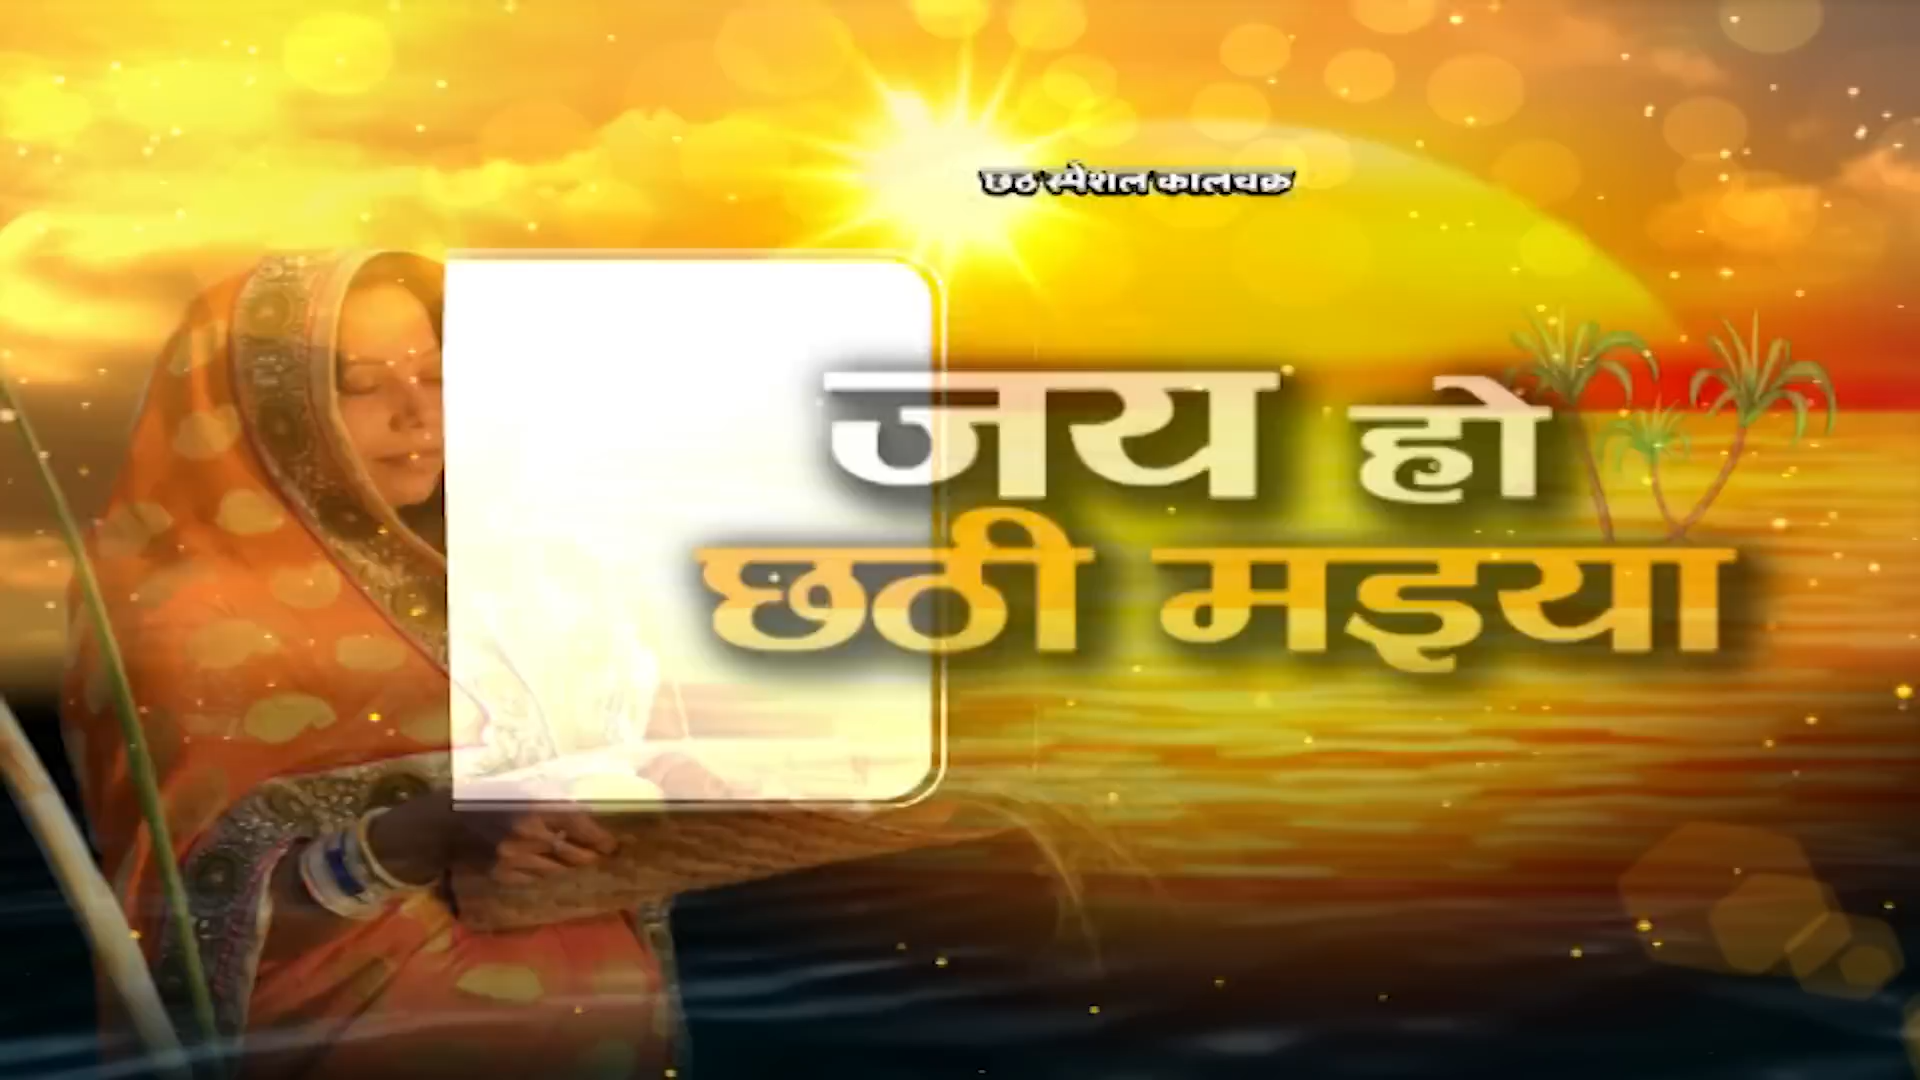 छठ स्पेशल कालचक्र
जय हो
छठी मइया